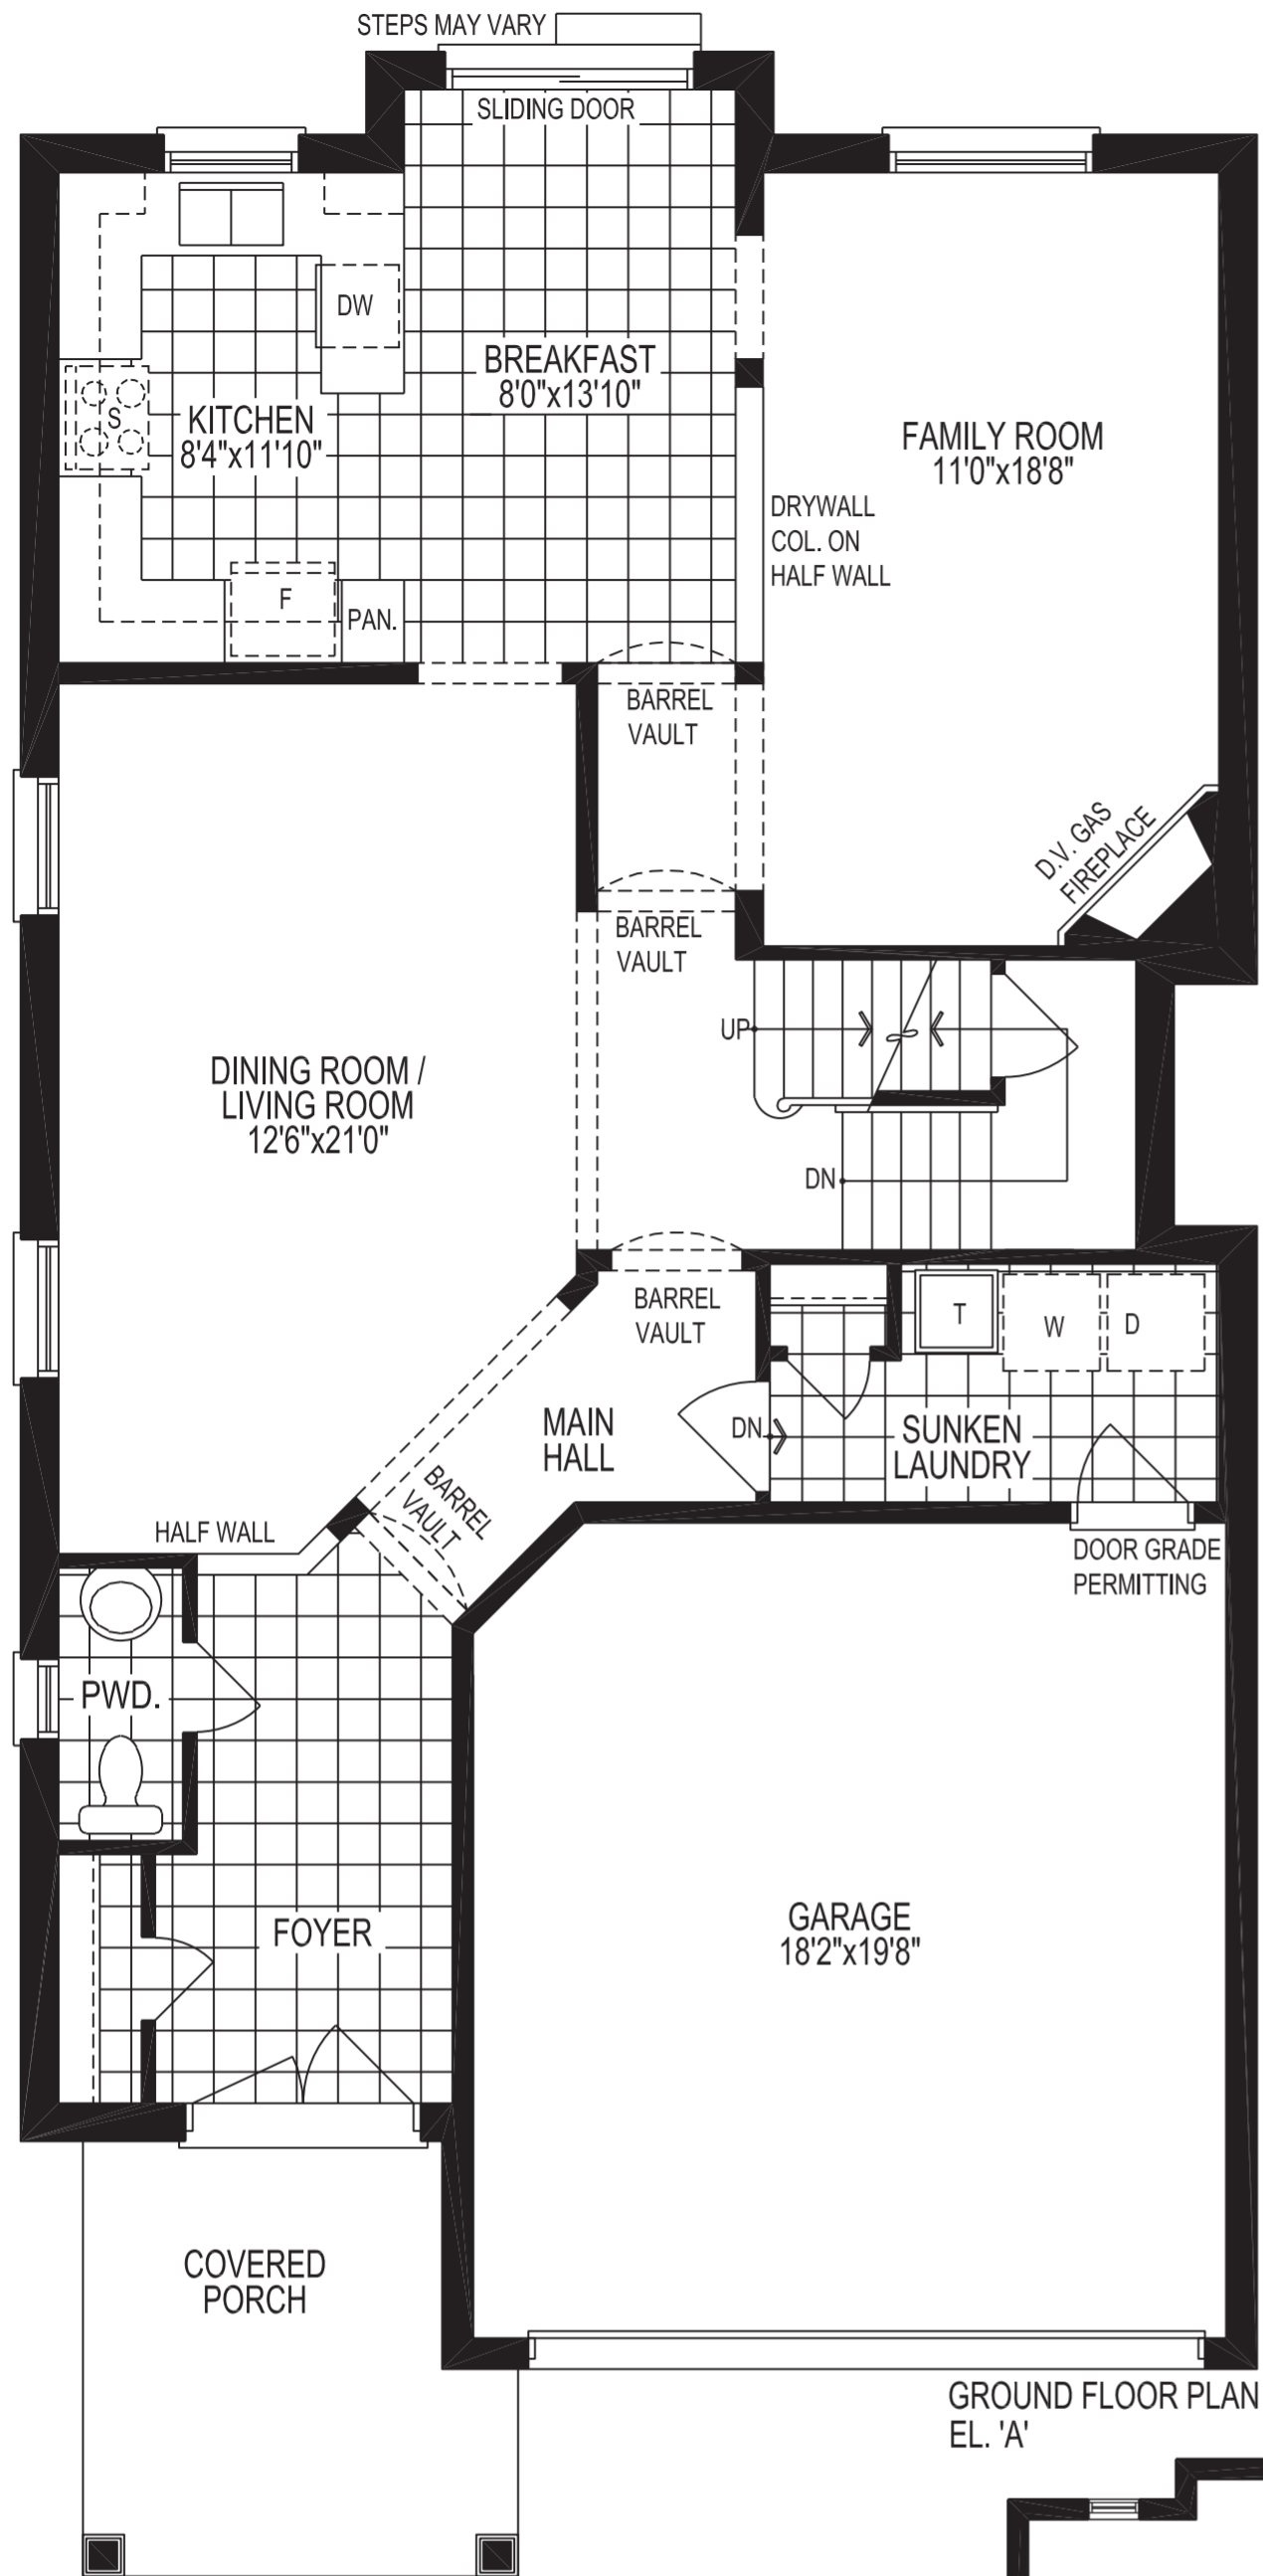 STEPS MAY VARY
SLIDING DOOR
DW
BREAKFAST
8'0"x13'10"
S
KITCHEN
8'4"x11'10"
FAMILY ROOM
11'0"x18'8"
DRYWALL
COL. ON
HALF WALL
F
PAN.
BARREL
VAULT
D.V. GAS
FIREPLACE
BARREL
VAULT
UP
DINING ROOM /
LIVING ROOM
12'6"x21'0"
DN
BARREL
VAULT
T
W
D
MAIN
HALL
DN
SUNKEN
LAUNDRY
BARREL
VAULT
HALF WALL
DOOR GRADE
PERMITTING
PWD.
FOYER
GARAGE
18'2"x19'8"
COVERED
PORCH
GROUND FLOOR PLAN
EL. 'A'